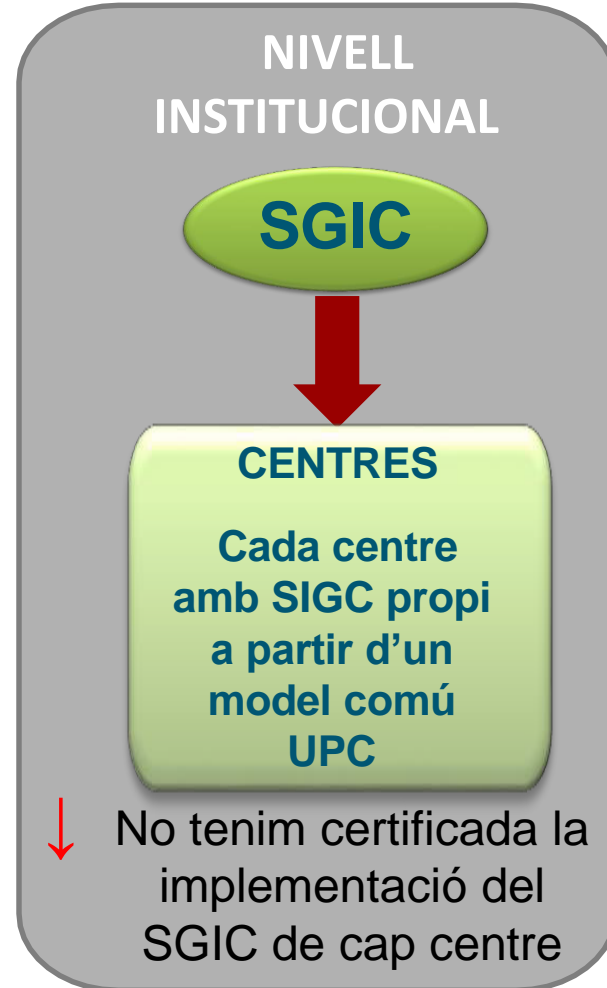 NIVELL
INSTITUCIONAL
SGIC
CENTRES
Cada centre
amb SIGC propi
a partir d'un
model comú
UPC
↓ No tenim certificada la
implementació del
SGIC de cap centre